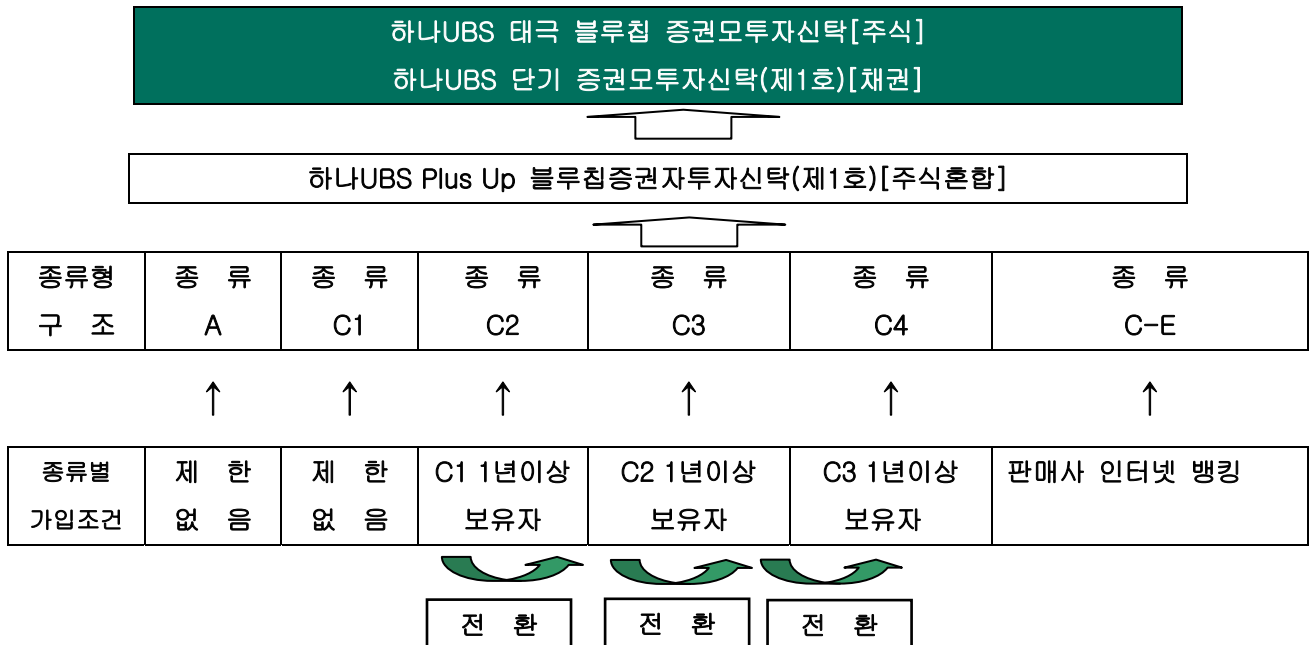 하나UBS 태극 블루칩 증권모투자신탁[주식]
하나UBS 단기 증권모투자신탁(제1호)[채권]
하나UBS Plus Up 블루칩증권자투자신탁(제1호)[주식혼합]
종류형 종 류 종 류 종 류 종 류 종 류 종 류
구 조 A C1 C2 C3 C4 C-E
↑ ↑ ↑ ↑ ↑ ↑
종류별 제 한 제 한 C1 1년이상 C2 1년이상 C3 1년이상 판매사 인터넷 뱅킹
가입조건 없 음 없 음 보유자 보유자 보유자
전 환 전 환 전 환